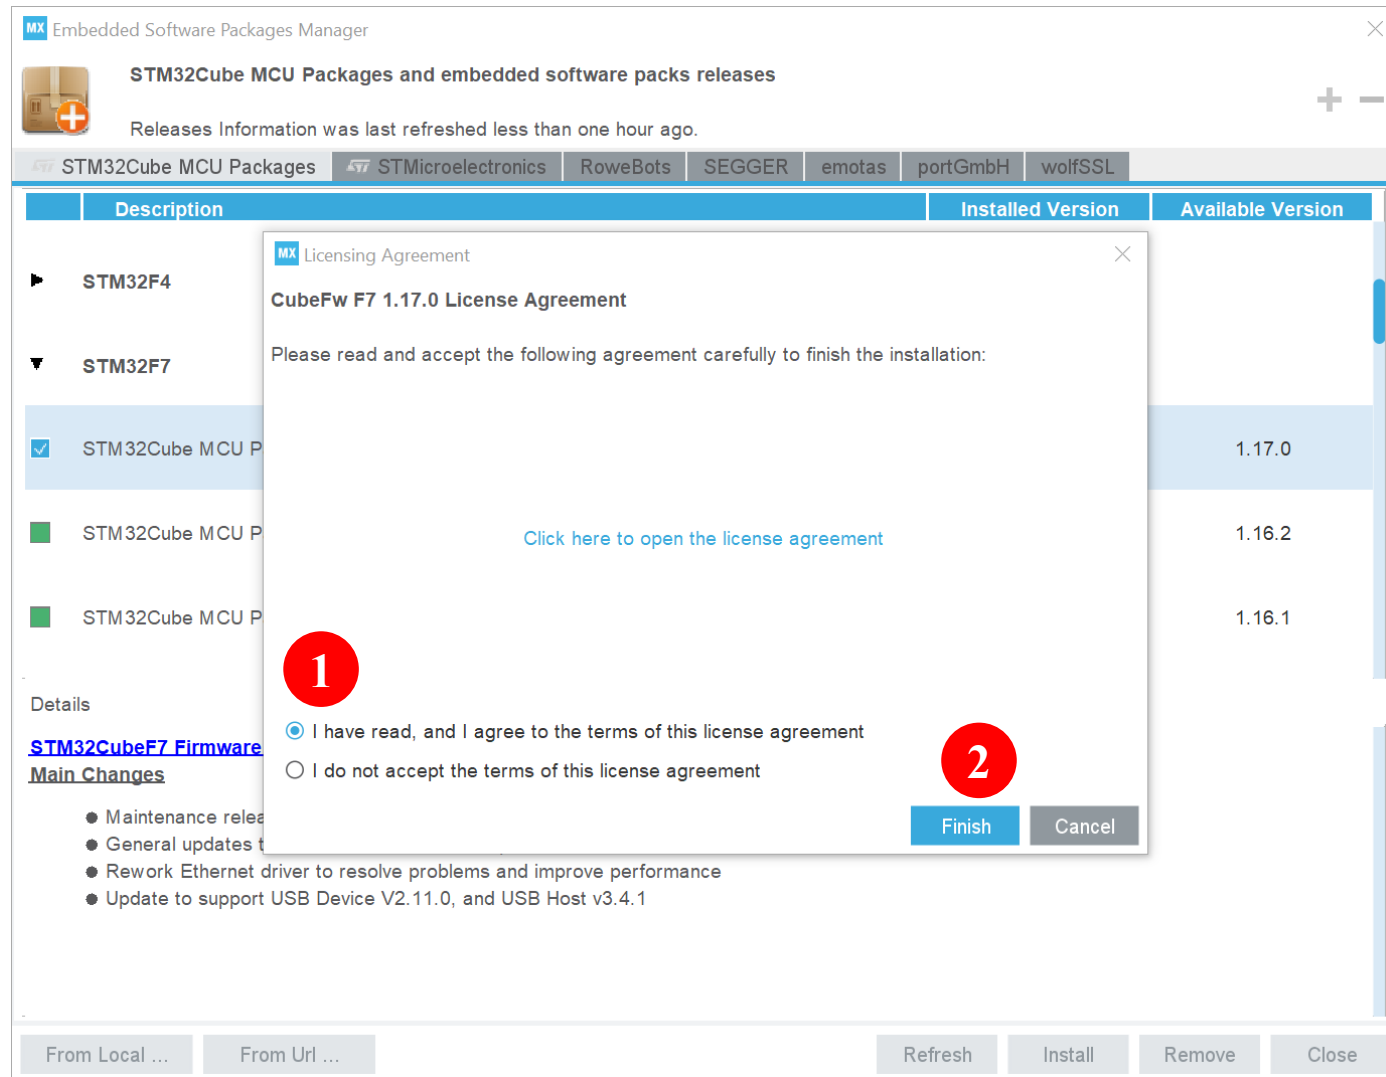 MX Embedded Software Packages Manager
STM32Cube MCU Packages and embedded software packs releases
Releases Information was last refreshed less than one hour ago.
STM32Cube MCU Packages STMicroelectronics RoweBots SEGGER emotas portGmbH wolfSSL
Description Installed Version Available Version
MX Licensing Agreement
STM32F4
CubeFw F7 1.17.0 License Agreement
Please read and accept the following agreement carefully to finish the installation:
STM32F7
STM32Cube MCU P 1.17.0
STM32Cube MCU P 1.16.2
Click here to open the license agreement
STM32Cube MCU P 1.16.1
1
Details
I have read, and I agree to the terms of this license agreement
STM32CubeF7 Firmware
2
I do not accept the terms of this license agreement
Main Changes
Maintenance relea
Finish Cancel
General updates t
Rework Ethernet driver to resolve problems and improve performance
Update to support USB Device V2.11.0, and USB Host v3.4.1
From Local ... From Url ... Refresh Install Remove Close